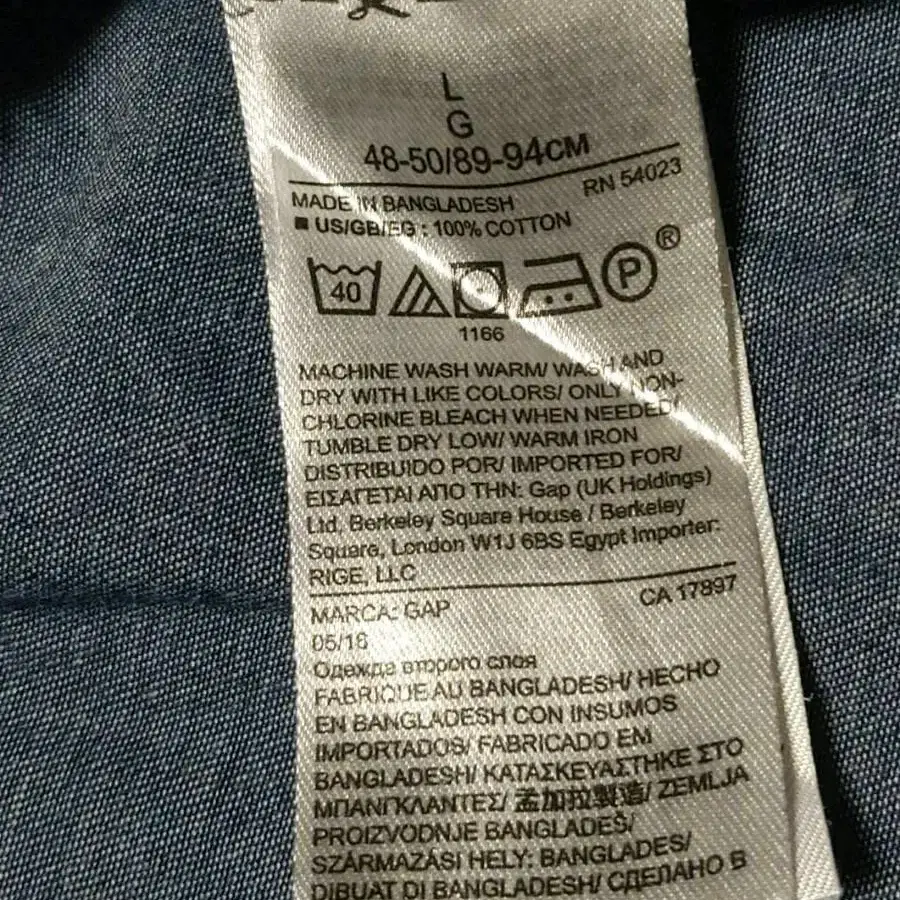 L
G
48-50/89-94CM
RN 54023
MADE IN BANGLADESH
US/GB/EG : 100% COTTON
40
P ®
1166
MACHINE WASH WARM/ WASH AND
DRY WITH LIKE COLORS/ ONLY NON-
CHLORINE BLEACH WHEN NEEDED/
TUMBLE DRY LOW/ WARM IRON
DISTRIBUIDO POR/ IMPORTED FOR/
ΕΙΣΑΓΕΤΑΙ ΑΠΟ ΤΗΝ: Gap (UK Holdings)
Ltd, Berkeley Square House / Berkeley
Square, London W1J 6BS Egypt Importer:
RIGE, LLC
CA 17897
MARCA: GAP
05/16
Одежда второго слоя
FABRIQUE AU BANGLADESH/ HECHO
EN BANGLADESH CON INSUMOS
IMPORTADOS/ FABRICADO EM
BANGLADESH/ ΚΑΤΑΣΚΕΥΑΣΤΗΚΕ ΣΤΟ
ΜΠΑΝΓΚΛΑΝΤΕΣ/ 孟加拉製造/ ZEMLJA
PROIZVODNJE BANGLADEŠ/
SZÁRMAZÁSI HELY: BANGLADES/
DIBUAT DI BANGLADESH/ СДЕЛАНО В